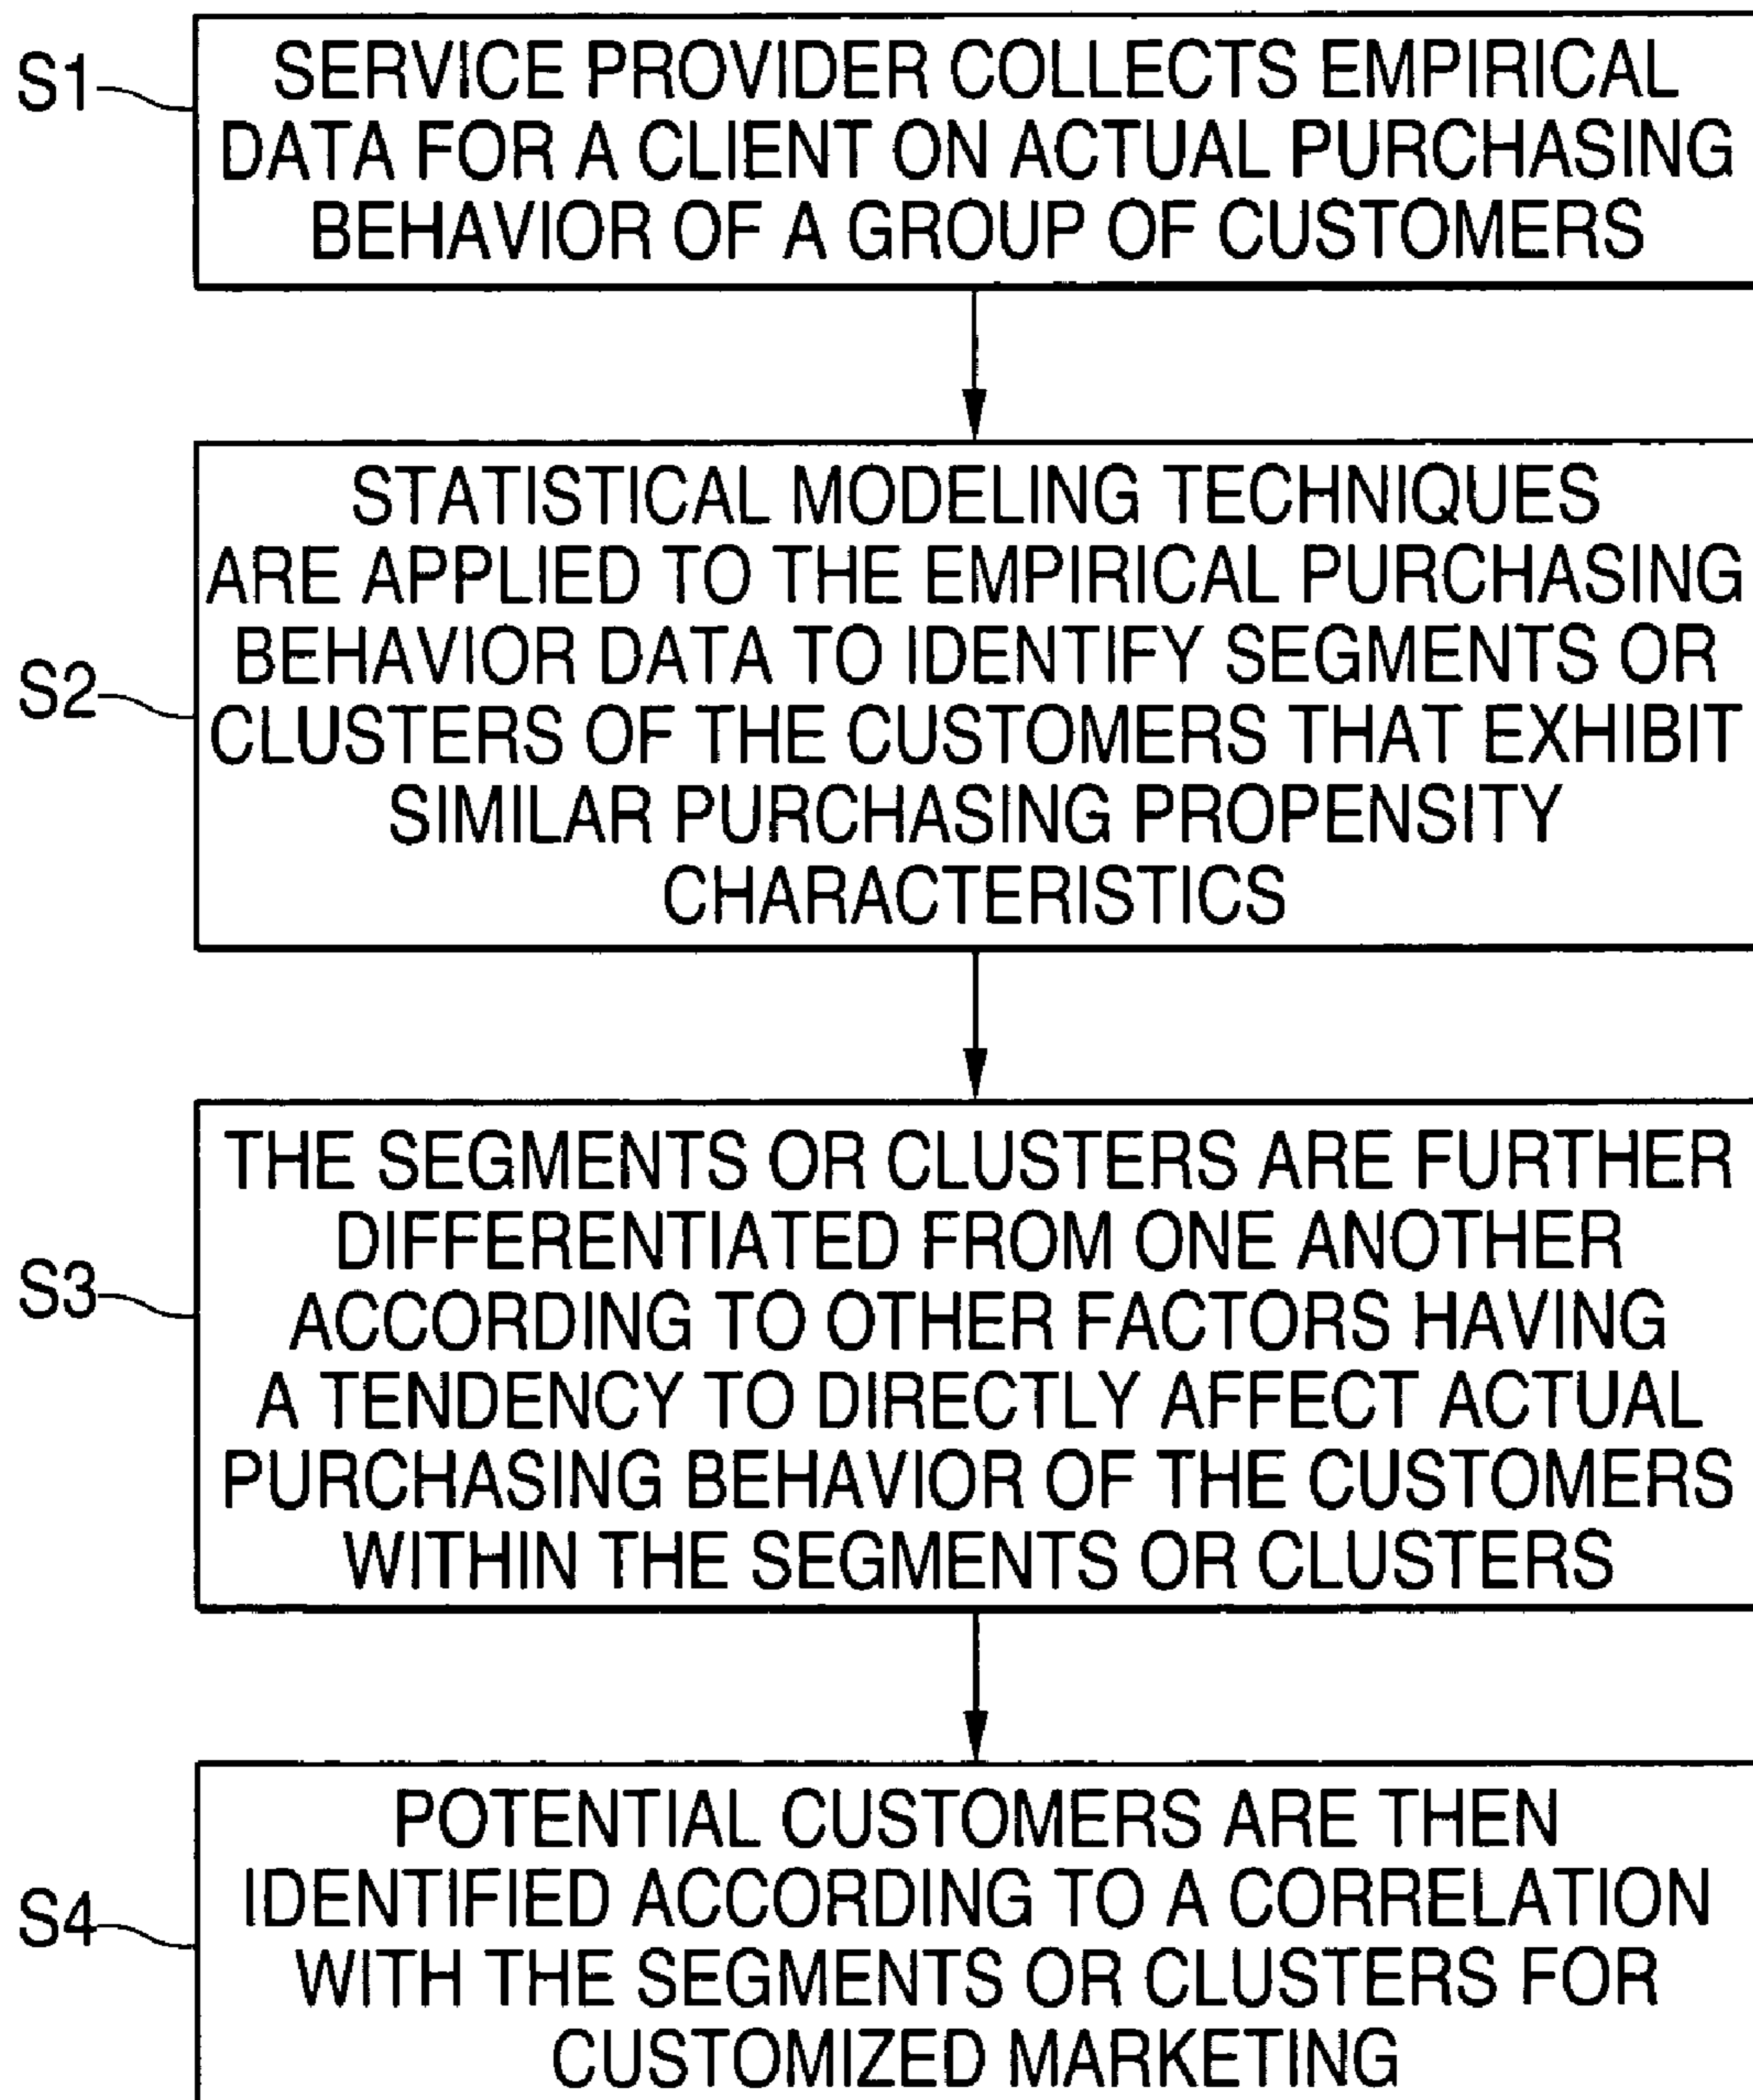 S1
SERVICE PROVIDER COLLECTS EMPIRICAL
DATA FOR A CLIENT ON ACTUAL PURCHASING
BEHAVIOR OF A GROUP OF CUSTOMERS
S2
STATISTICAL MODELING TECHNIQUES
ARE APPLIED TO THE EMPIRICAL PURCHASING
BEHAVIOR DATA TO IDENTIFY SEGMENTS OR
CLUSTERS OF THE CUSTOMERS THAT EXHIBIT
SIMILAR PURCHASING PROPENSITY
CHARACTERISTICS
S3
THE SEGMENTS OR CLUSTERS ARE FURTHER
DIFFERENTIATED FROM ONE ANOTHER
ACCORDING TO OTHER FACTORS HAVING
A TENDENCY TO DIRECTLY AFFECT ACTUAL
PURCHASING BEHAVIOR OF THE CUSTOMERS
WITHIN THE SEGMENTS OR CLUSTERS
S4
POTENTIAL CUSTOMERS ARE THEN
IDENTIFIED ACCORDING TO A CORRELATION
WITH THE SEGMENTS OR CLUSTERS FOR
CUSTOMIZED MARKETING